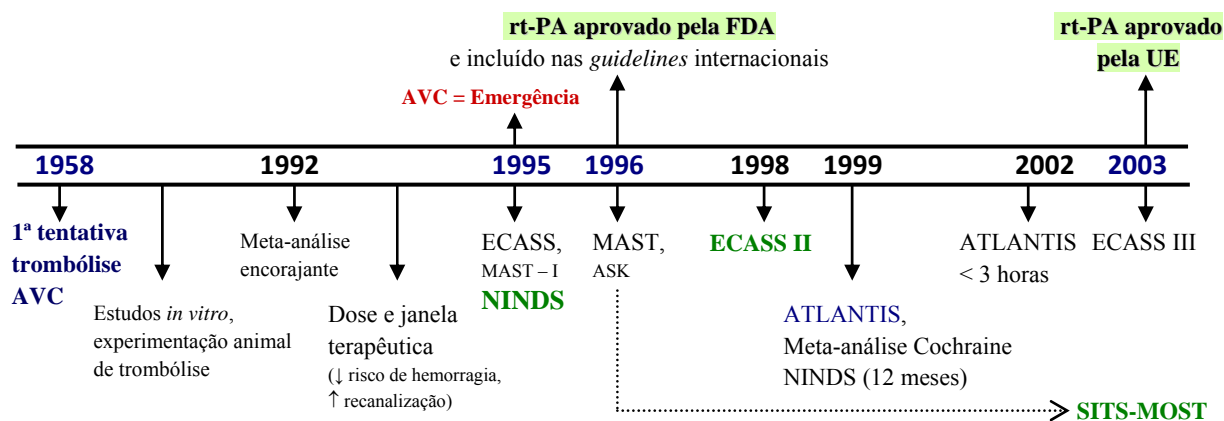 rt-PA aprovado pela FDA
e incluído nas guidelines internacionais
rt-PA aprovado
pela UE
AVC = Emergência
1958
1992
1995
1996
1998
1999
2002
2003
1ª tentativa
trombólise
AVC
Estudos in vitro,
experimentação animal
de trombólise
Meta-análise
encorajante
Dose e janela
terapêutica
(↓ risco de hemorragia,
↑ recanalização)
ECASS,
MAST – I
NINDS
MAST,
ASK
ECASS II
ATLANTIS,
Meta-análise Cochraine
NINDS (12 meses)
ATLANTIS
< 3 horas
ECASS III
SITS-MOST